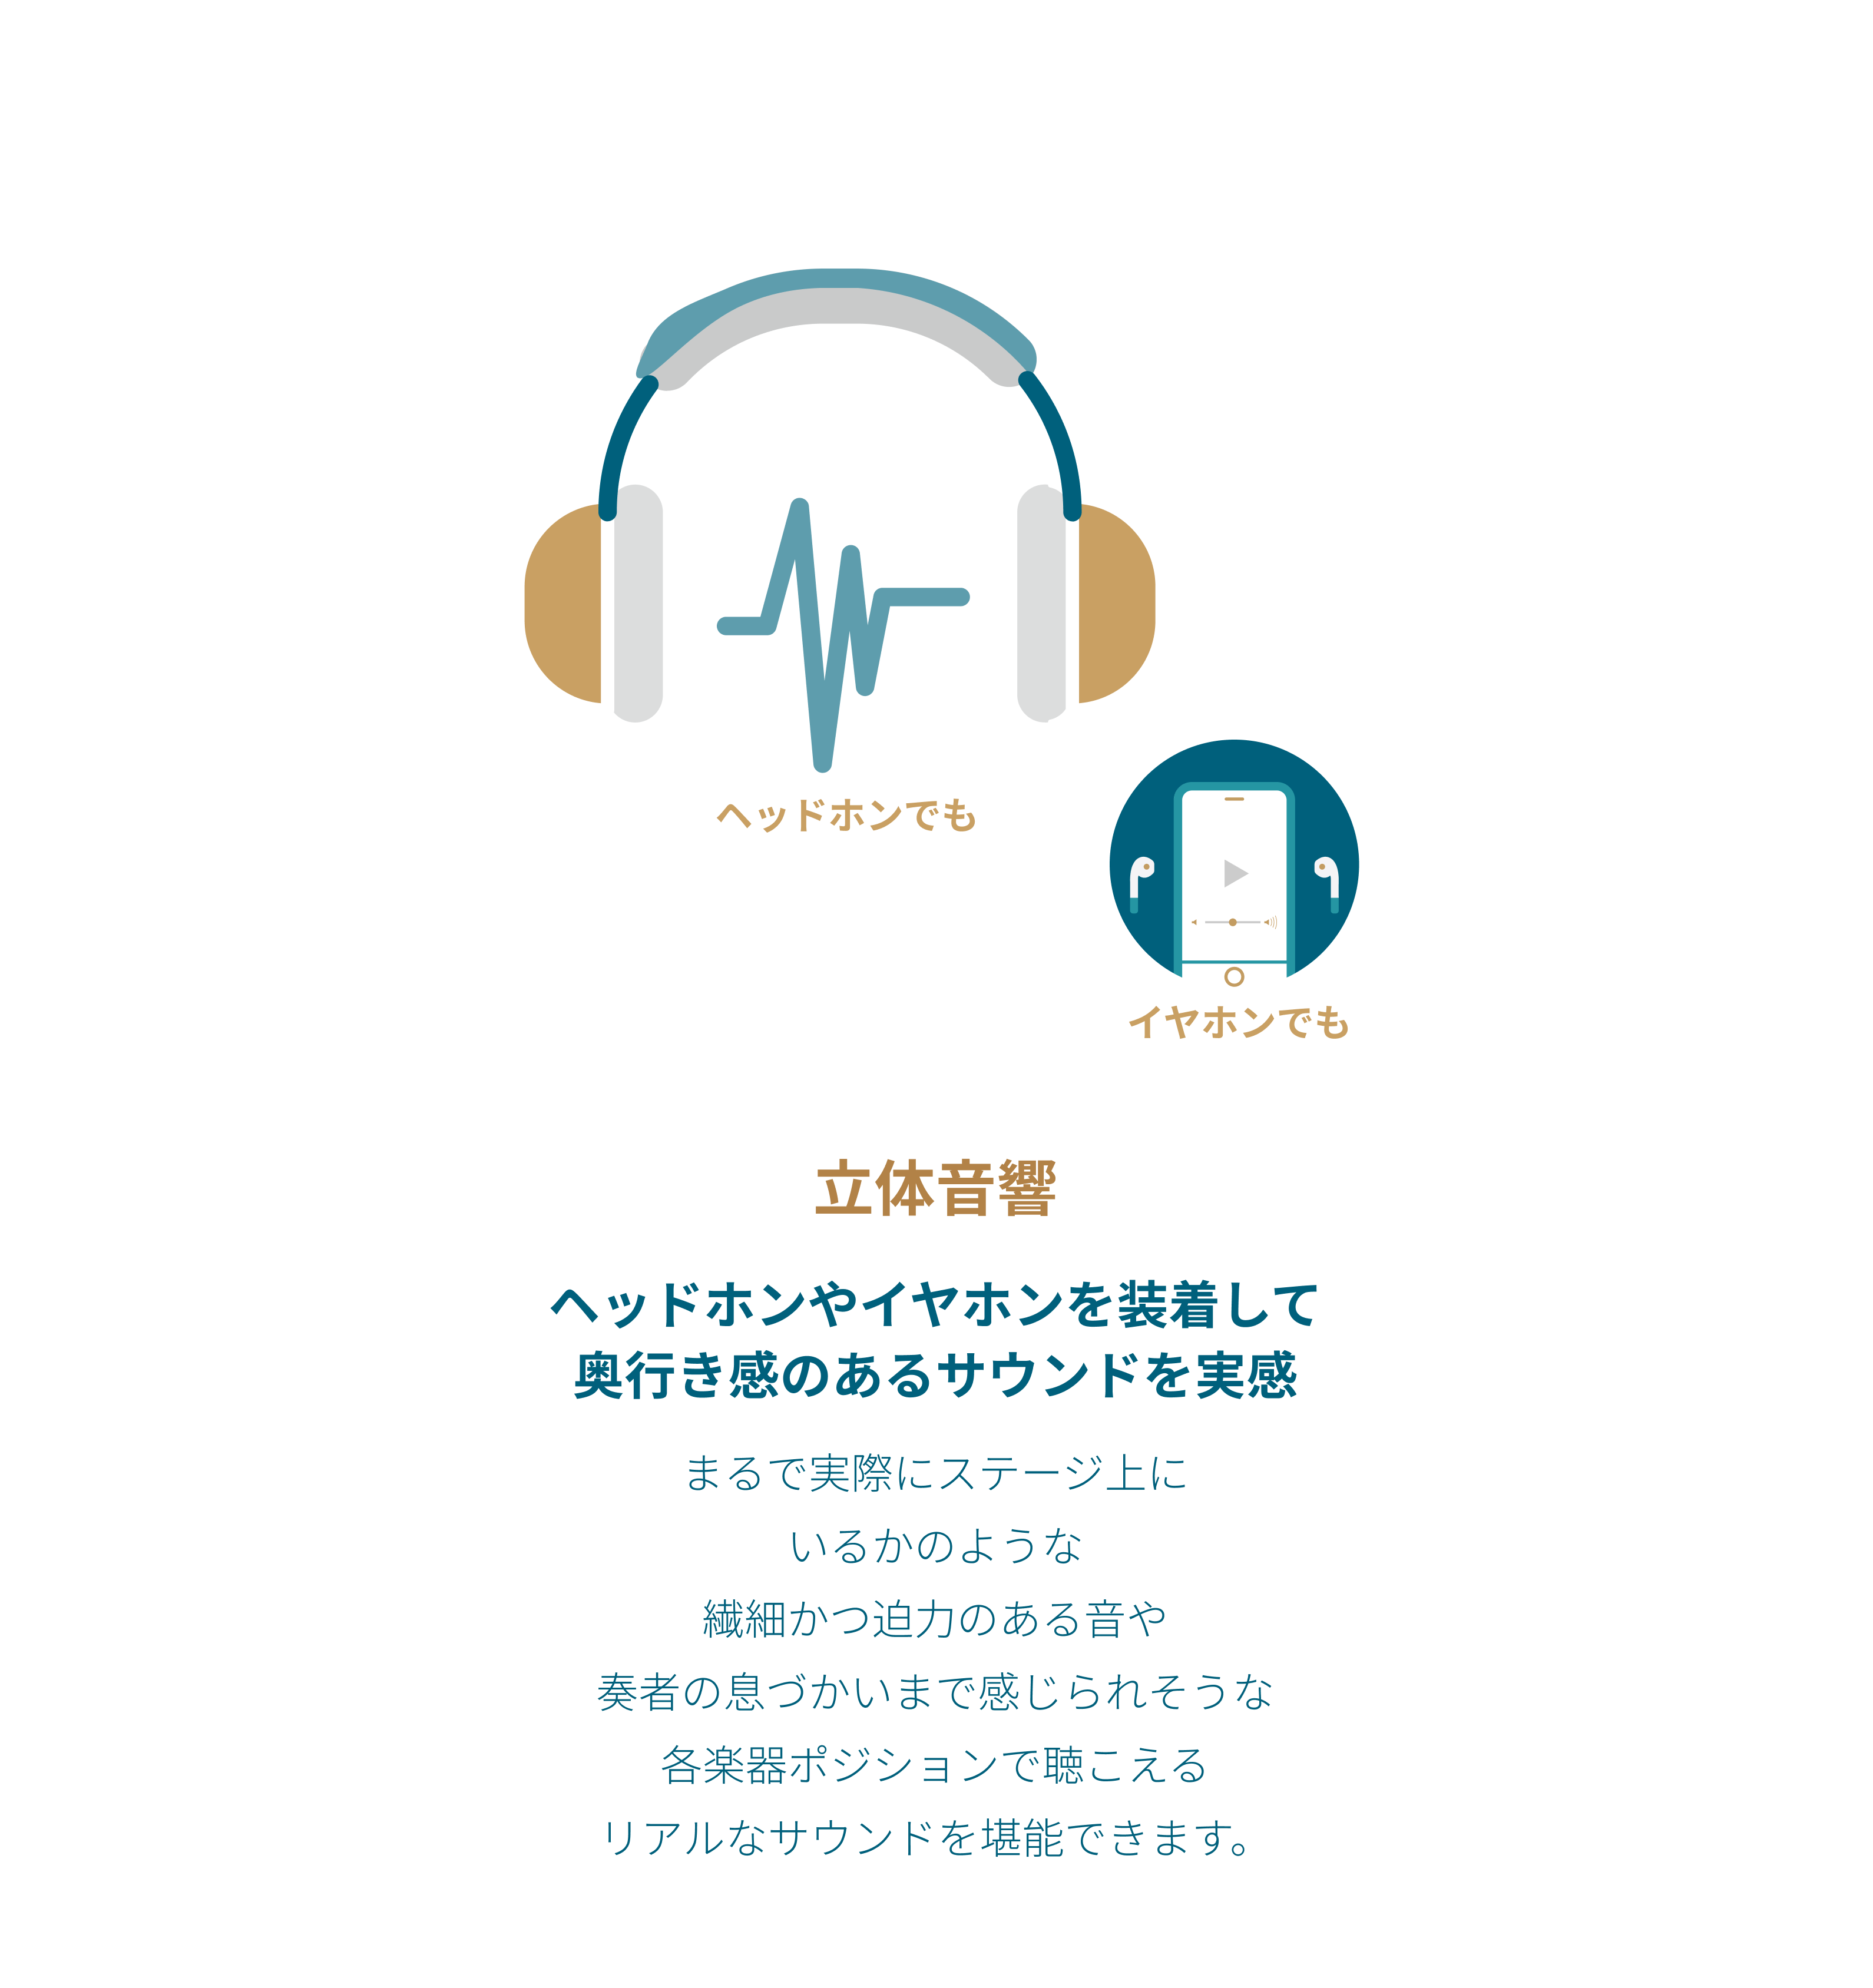 ヘッドホンでも
イヤホンでも
立体音響
ヘッドホンやイヤホンを装着して
奥行き感のあるサウンドを実感
まるで実際にステージ上に
いるかのような
繊細かつ迫力のある音や
奏者の息づかいまで感じられそうな
各楽器ポジションで聴こえる
リアルなサウンドを堪能できます。